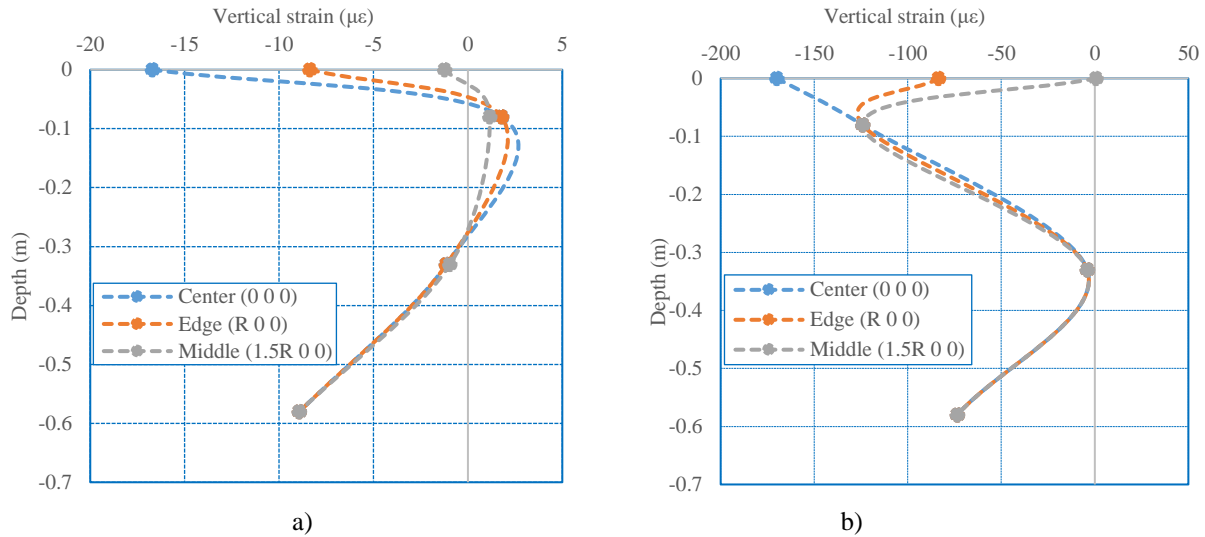 Vertical strain (µε)
-20 -15 -10 -5 0 5
0
-0.1
-0.2
-0.3
-0.4
-0.5
-0.6
-0.7
Depth (m)
Center (0 0 0)
Edge (R 0 0)
Middle (1.5R 0 0)
a)
Vertical strain (µε)
-200 -150 -100 -50 0 50
0
-0.1
-0.2
-0.3
-0.4
-0.5
-0.6
-0.7
Depth (m)
Center (0 0 0)
Edge (R 0 0)
Middle (1.5R 0 0)
b)